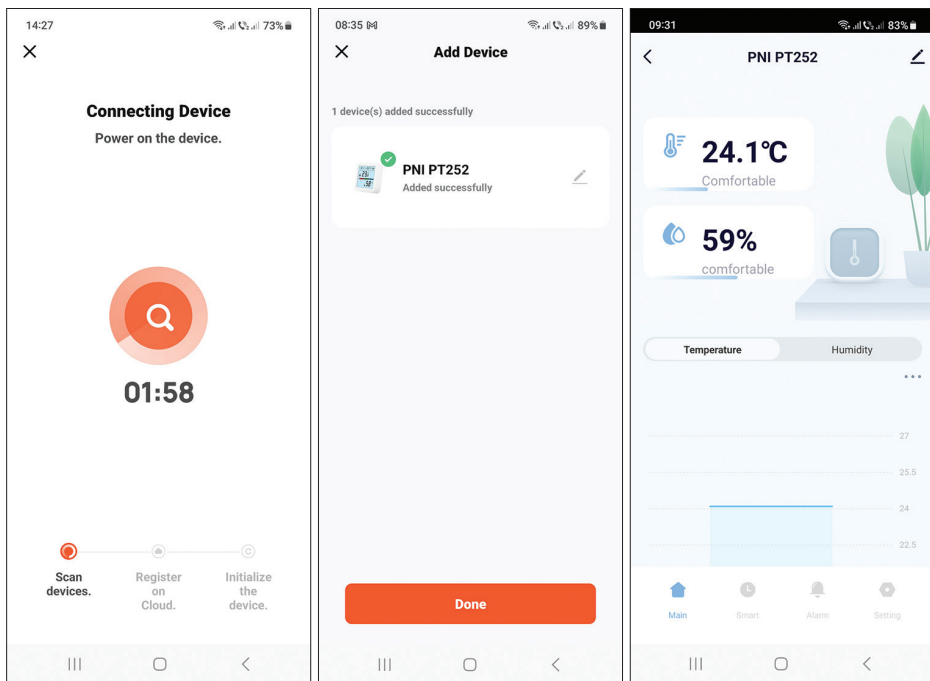 14:27
73%
Connecting Device
Power on the device.
01:58
Scan
devices.
Register
on
Cloud.
Initialize
the
device.
08:35
89%
Add Device
1 device(s) added successfully
PNI PT252
Added successfully
Done
09:31
83%
PNI PT252
24.1°C
Comfortable
59%
comfortable
Temperature
Humidity
27
25.5
24
22.5
Main
Smart
Alarm
Setting